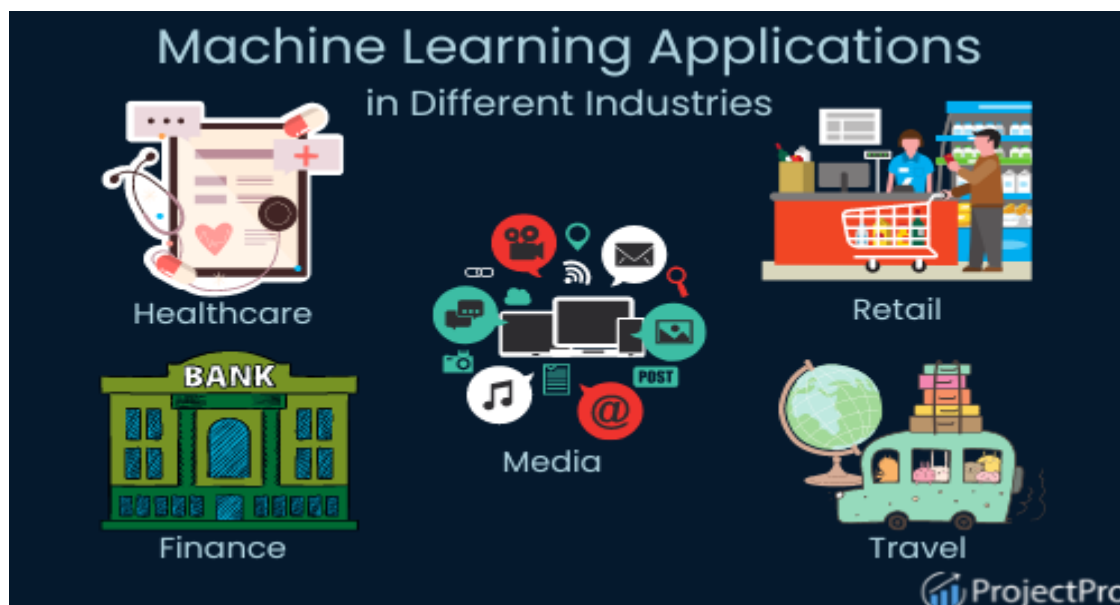 Machine Learning Applications
in Different Industries
Healthcare
Retail
BANK
POST
@
Media
Finance
Travel
ProjectPro